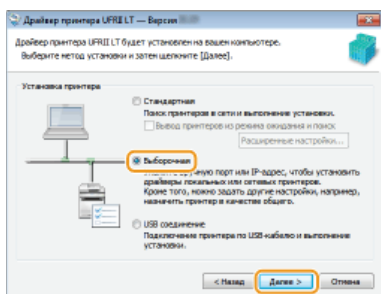 Драйвер принтера UFRII LT — Версия
Драйвер принтера UFRII LT будет установлен на вашем компьютере.
Выберите метод установки и затем щелкните [Далее].
Установка принтера
Стандартная
Поиск принтеров в сети и выполнение установки.
Вывод принтеров из режима ожидания и поиск
Расширенные настройки...
Выборочная
вручную порт или IP-адрес, чтобы установить
драйверы локальных или сетевых принтеров.
Кроме того, можно задать другие настройки, например,
назначить принтер в качестве общего.
USB соединение
Подключение принтера по USB-кабелю и выполнение
установки.
< Назад
Далее >
Отмена